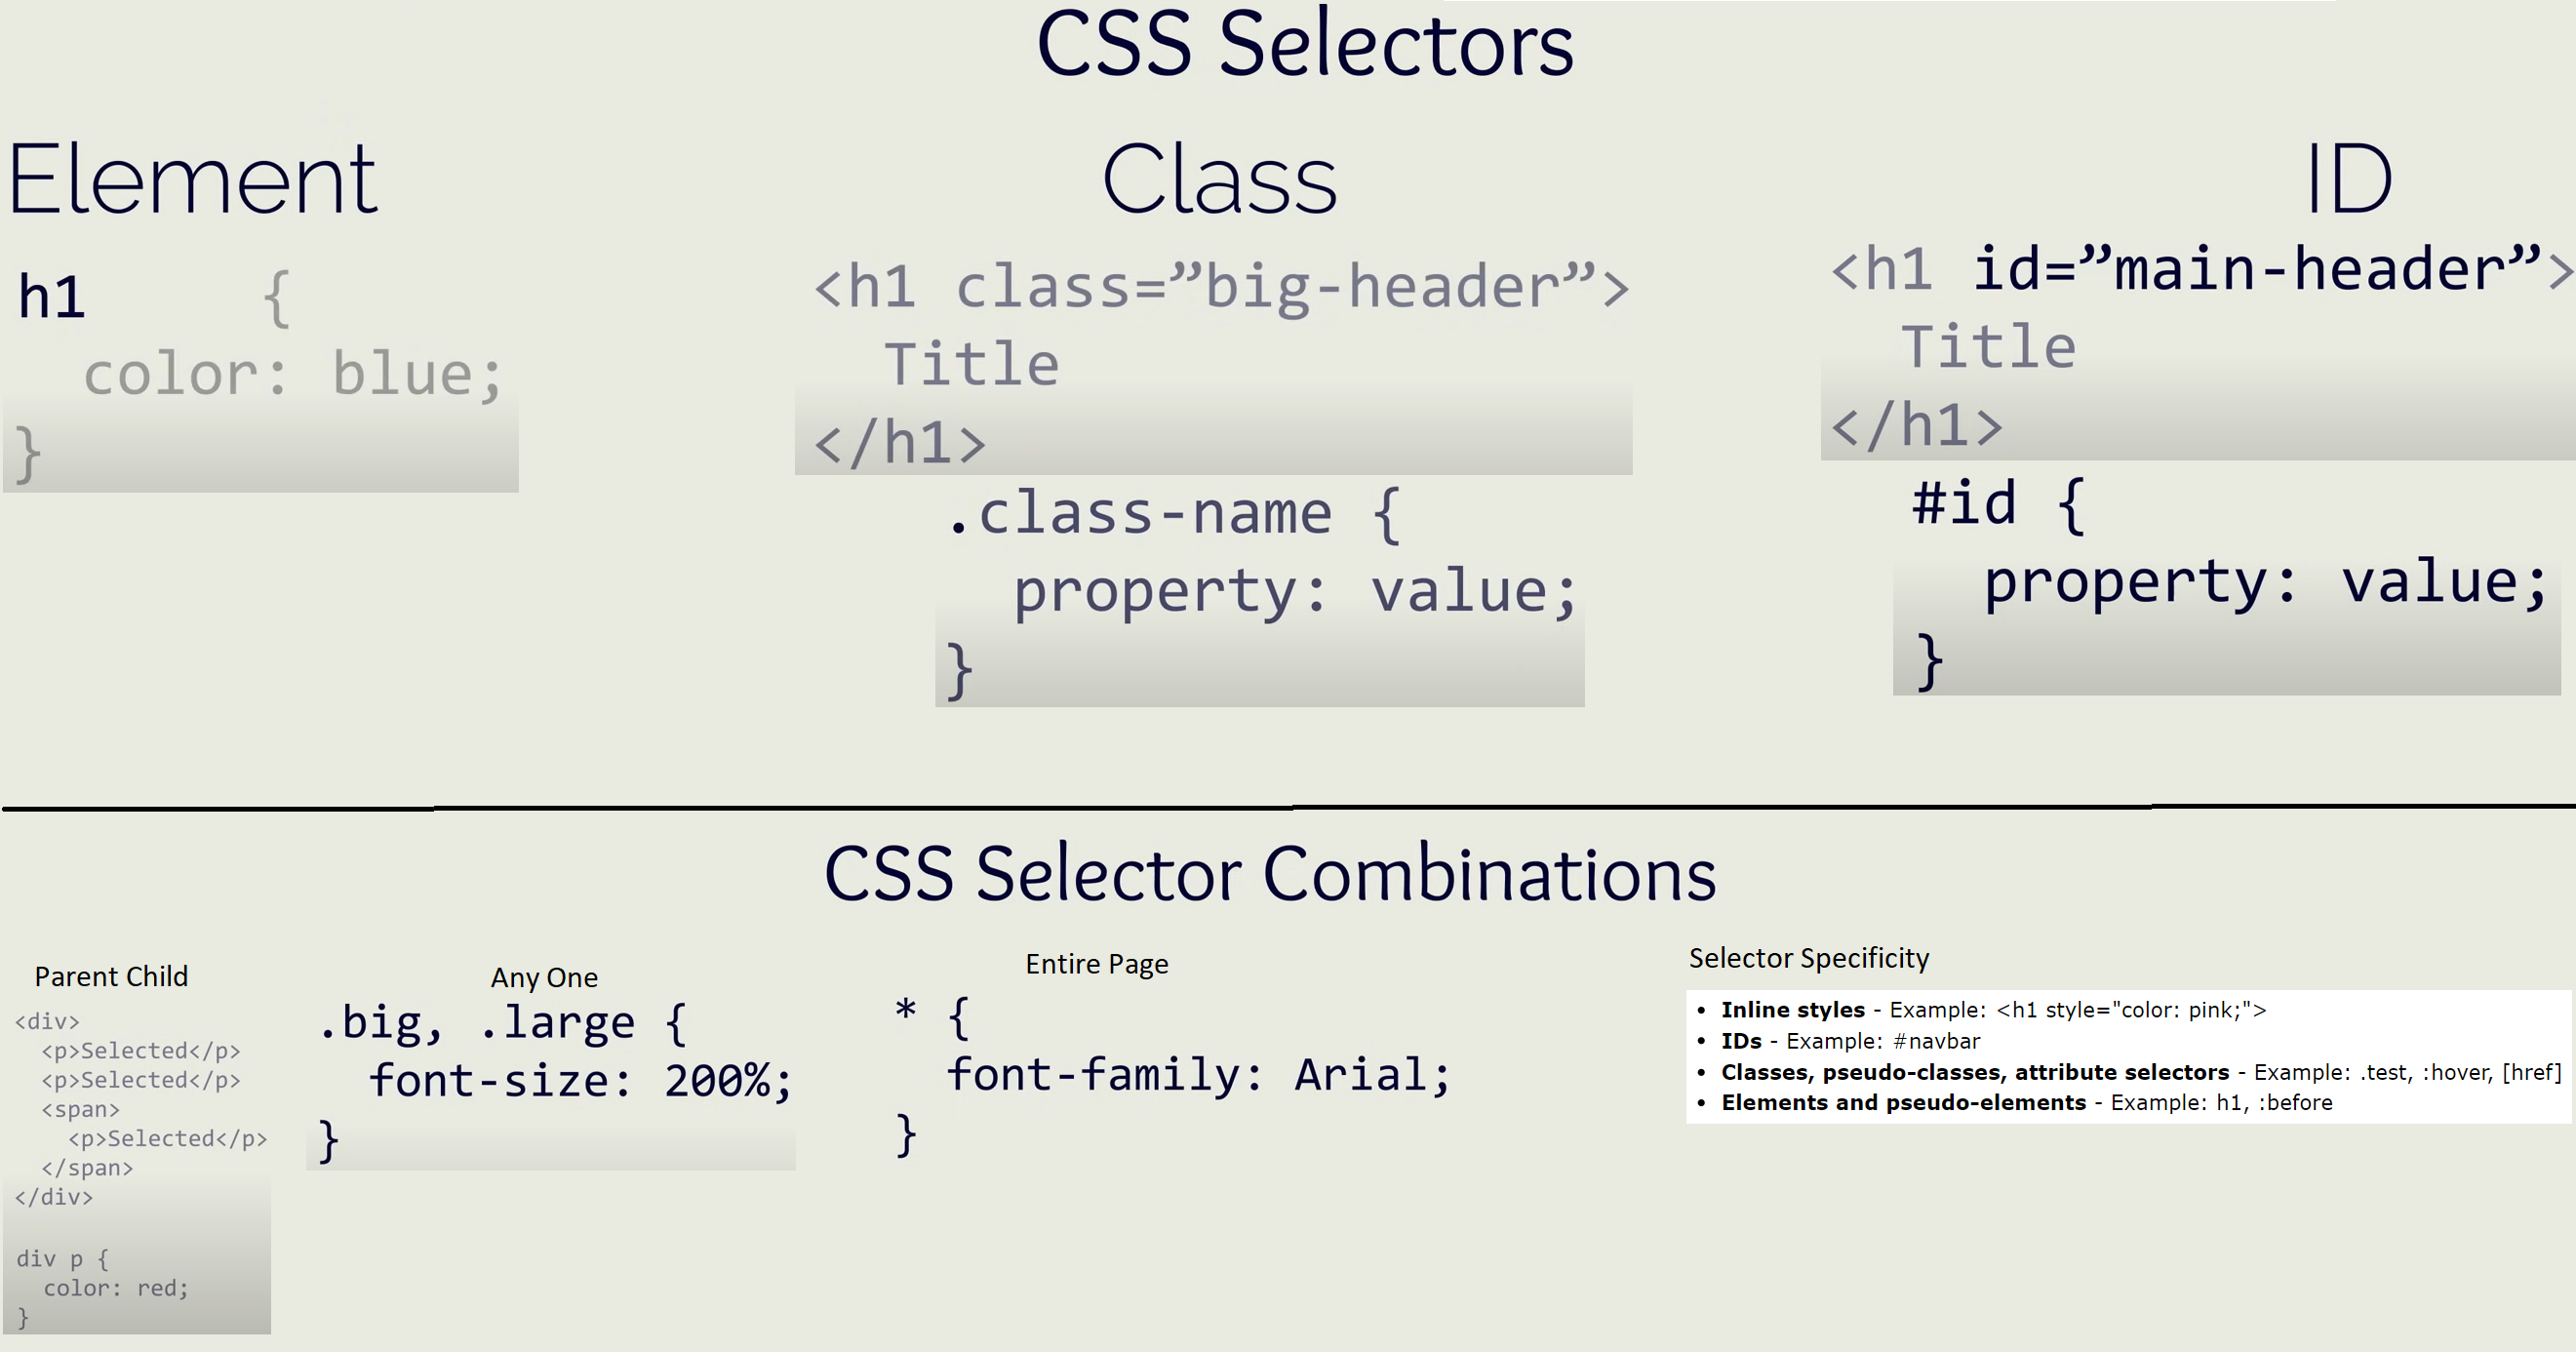 CSS Selectors
Element
h1 {
color: blue;
}
Class
<h1 class=”big-header”>
Title
</h1>
.class-name {
property: value;
}
ID
<h1 id=”main-header”>
Title
</h1>
#id {
property: value;
}
CSS Selector Combinations
Parent Child
<div>
<p>Selected</p>
<p>Selected</p>
<span>
<p>Selected</p>
</span>
</div>
div p {
color: red;
}
Any One
.big, .large {
font-size: 200%;
}
Entire Page
* {
font-family: Arial;
}
Selector Specificity
• Inline styles - Example: <h1 style="color: pink;">
• IDs - Example: #navbar
• Classes, pseudo-classes, attribute selectors - Example: .test, :hover, [href]
• Elements and pseudo-elements - Example: h1, :before